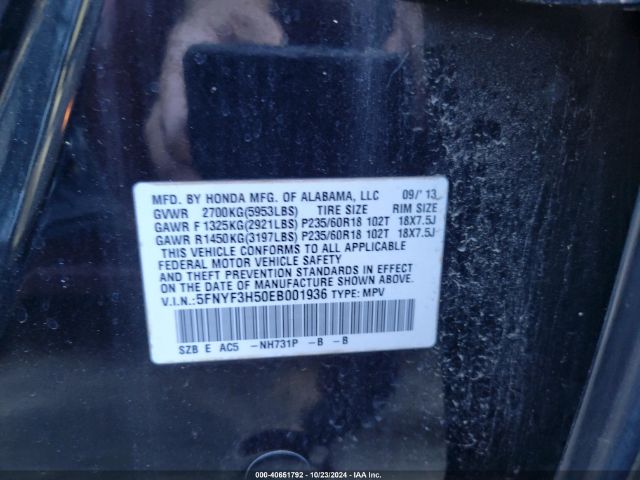 MFD. BY HONDA MFG. OF ALABAMA, LLC 09/'13
GVWR 2700KG(5953LBS) TIRE SIZE RIM SIZE
GAWR F 1325KG(2921LBS) P235/60R18 102T 18X7.5J
GAWR R1450KG(3197LBS) P235/60R18 102T 18X7.5J
THIS VEHICLE CONFORMS TO ALL APPLICABLE
FEDERAL MOTOR VEHICLE SAFETY
AND THEFT PREVENTION STANDARDS IN EFFECT
ON THE DATE OF MANUFACTURE SHOWN ABOVE.
V.I.N.:5FNYF3H50EB001936 TYPE: MPV
SZB E AC5 -NH731P -B -B
000-40651792 - 10/23/2024 - IAA Inc.